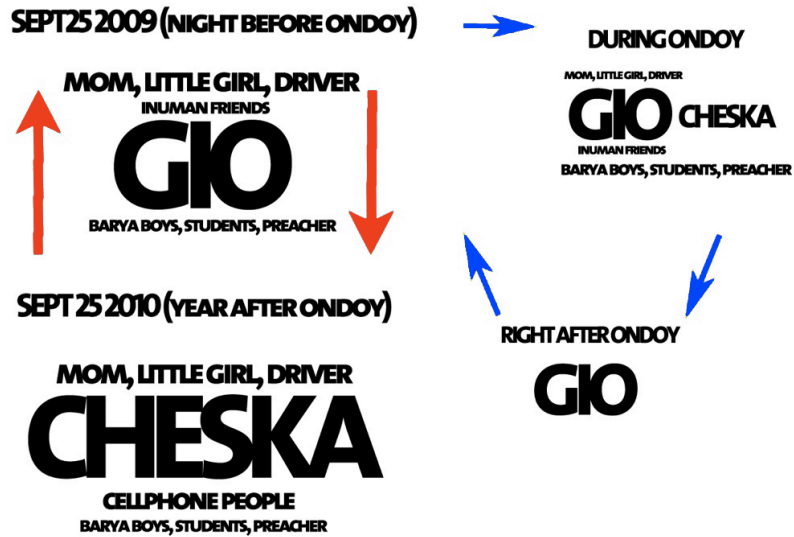 SEPT25 2009 (NIGHT BEFORE ONDOY)
MOM, LITTLE GIRL, DRIVER
INUMAN FRIENDS
GIO
BARYA BOYS, STUDENTS, PREACHER
DURING ONDOY
MOM, LITTLE GIRL, DRIVER
GIO CHESKA
INUMAN FRIENDS
BARYA BOYS, STUDENTS, PREACHER
RIGHT AFTER ONDOY
GIO
SEPT 25 2010 (YEAR AFTER ONDOY)
MOM, LITTLE GIRL, DRIVER
CHESKA
CELLPHONE PEOPLE
BARYA BOYS, STUDENTS, PREACHER